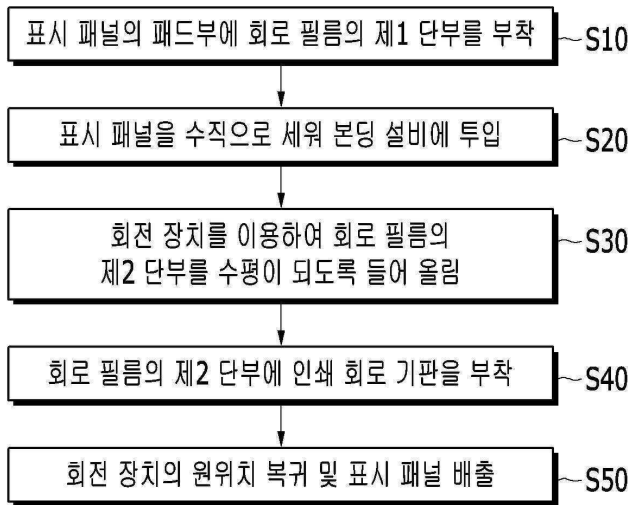 표시 패널의 패드부에 회로 필름의 제1 단부를 부착
S10
표시 패널을 수직으로 세워 본딩 설비에 투입
S20
회전 장치를 이용하여 회로 필름의
제2 단부를 수평이 되도록 들어 올림
S30
회로 필름의 제2 단부에 인쇄 회로 기판을 부착
S40
회전 장치의 원위치 복귀 및 표시 패널 배출
S50